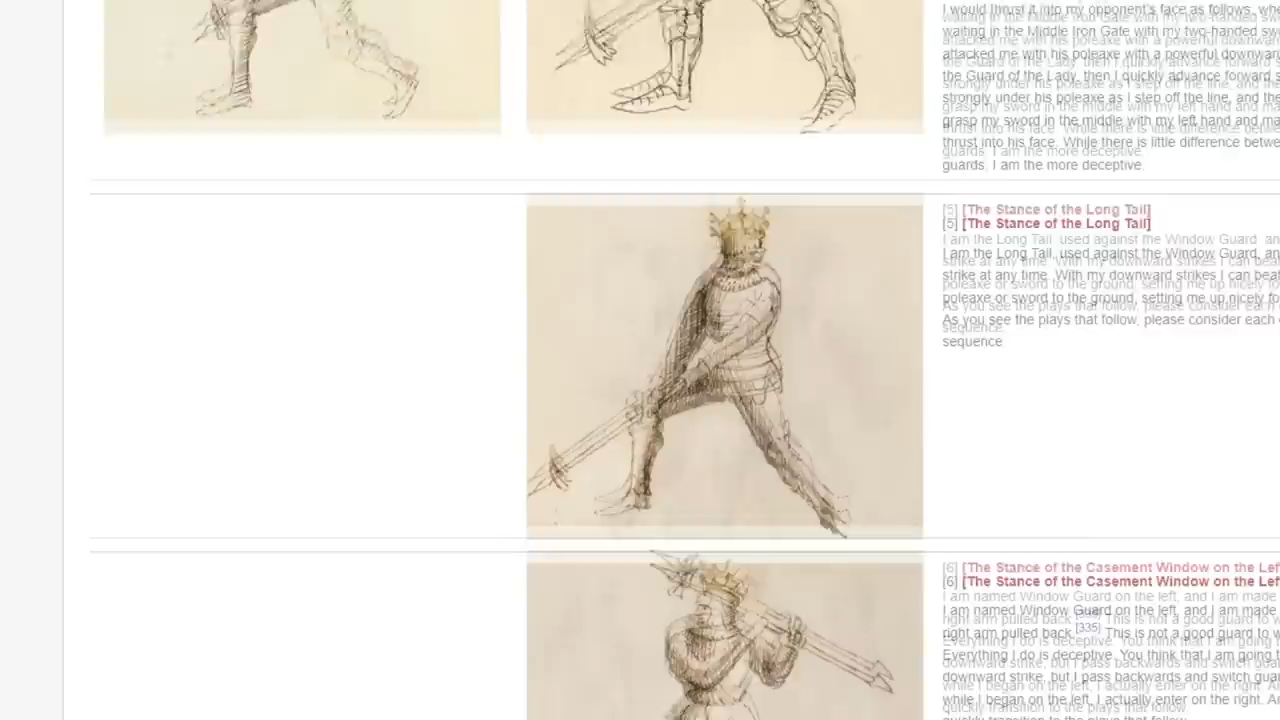 I would thrust it into my opponent's face as follows, whe
waiting in the Middle Iron Gate with my two-handed sw
attacked me with his poleaxe with a powerful downward
the Guard of the Lady, then I quickly advance forward s
strongly under his poleaxe as I step off the line, and the
grasp my sword in the middle with my left hand and ma
thrust into his face. While there is little difference betwe
guards, I am the more deceptive.
[5] [The Stance of the Long Tail]
I am the Long Tail, used against the Window Guard, an
strike at any time. With my downward strikes I can beat
poleaxe or sword to the ground, setting me up nicely fo
As you see the plays that follow, please consider each
sequence
[6] [The Stance of the Casement Window on the Lef
I am named Window Guard on the left, and I am made
right arm pulled back.[335] This is not a good guard to w
Everything I do is deceptive. You think that I am going t
downward strike, but I pass backwards and switch gua
while I began on the left, I actually enter on the right. A
quickly transition to the plays that follow.